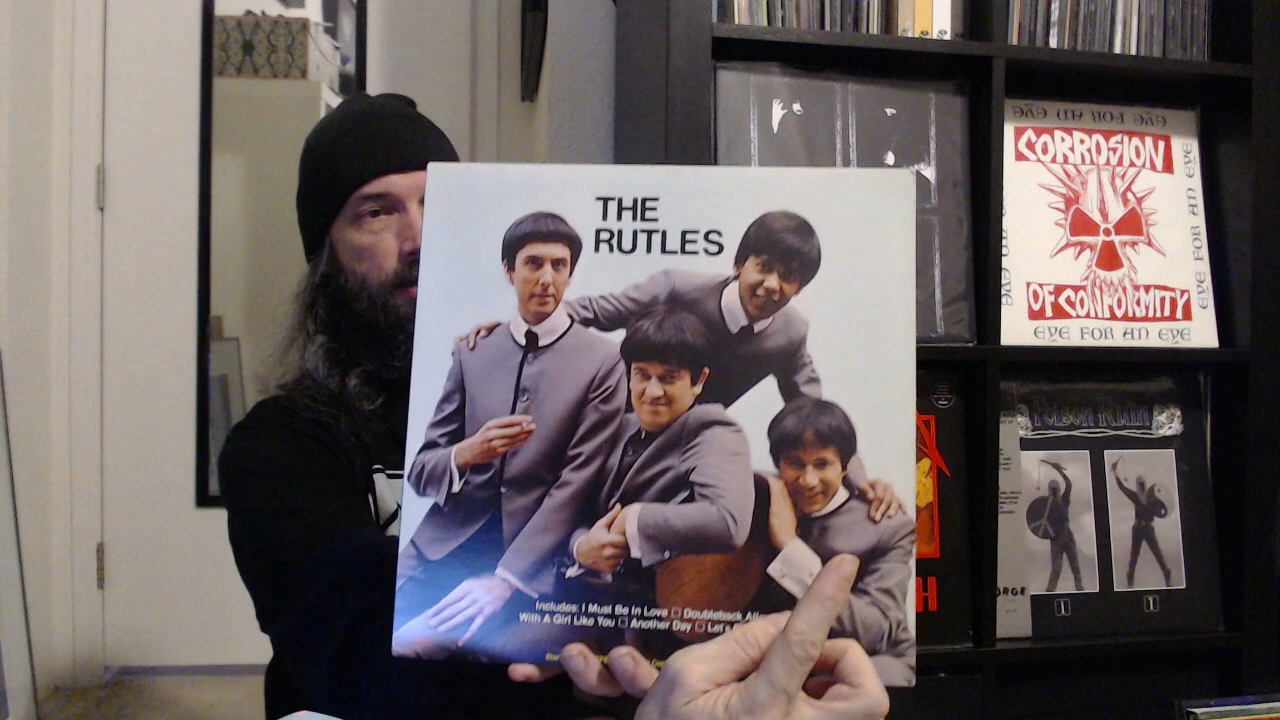 THE
RUTLES
Includes: I Must Be In Love □ Doubleback
With A Girl Like You □ Another Day □ Let's
EYE FOR AN EYE
CORROSION
OF CONFORMITY
EYE FOR AN EYE
EYE FOR AN EYE